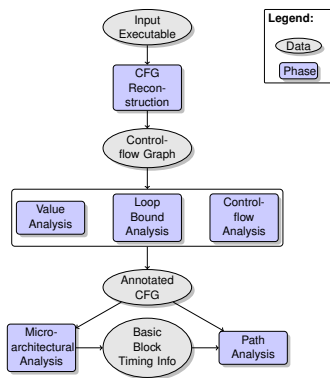 Input
Executable
Legend:
Data
Phase
CFG
Recon-
struction
Control-
flow Graph
Value
Analysis
Loop
Bound
Analysis
Control-
flow
Analysis
Annotated
CFG
Micro-
architectural
Analysis
Basic
Block
Timing Info
Path
Analysis